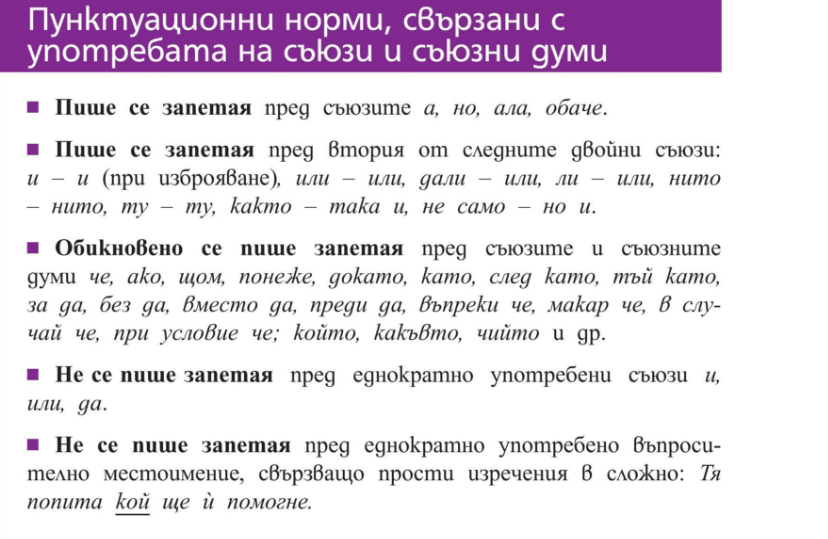 Пунктуационни норми, свързани с
употребата на съюзи и съюзни думи
■ Пише се запетая пред съюзите а, но, ала, обаче.
■ Пише се запетая пред втория от следните двойни съюзи:
и – и (при изброяване), или – или, дали – или, ли – или, нито
– нито, ту – ту, както – така и, не само – но и.
■ Обикновено се пише запетая пред съюзите и съюзните
думи че, ако, щом, понеже, докато, като, след като, тъй като,
за да, без да, вместо да, преди да, въпреки че, макар че, в слу-
чай че, при условие че; който, какъвто, чийто и др.
■ Не се пише запетая пред еднократно употребени съюзи и,
или, да.
■ Не се пише запетая пред еднократно употребено въпроси-
телно местоимение, свързващо прости изречения в сложно: Тя
попита кой ще ѝ помогне.